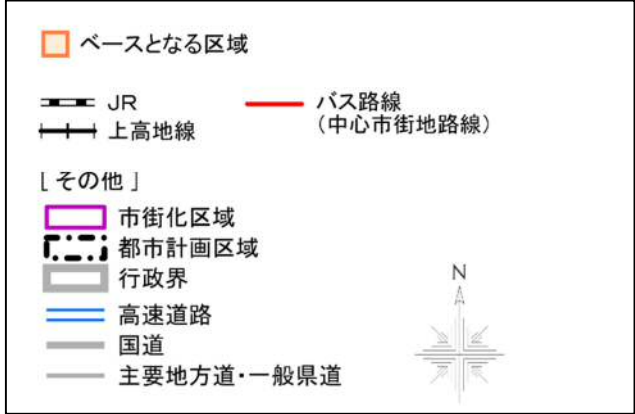 ベースとなる区域
JR バス路線
上高地線 （中心市街地路線）
［その他］
市街化区域
都市計画区域
行政界
N
高速道路
国道
主要地方道・一般県道